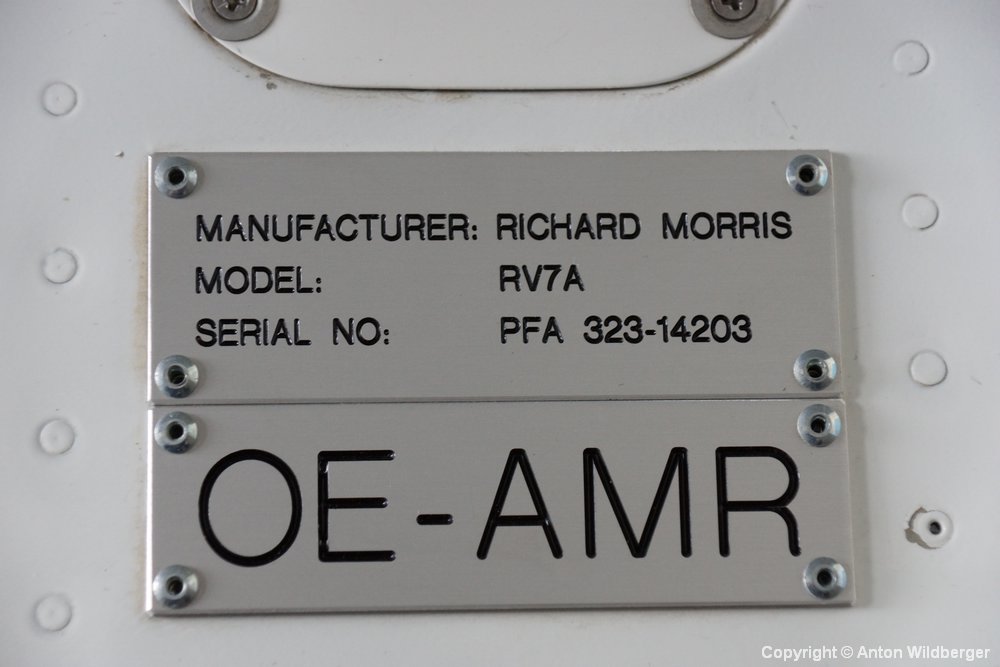 MANUFACTURER: RICHARD MORRIS
MODEL: RV7A
SERIAL NO: PFA 323-14203
OE-AMR
Copyright © Anton Wildberger